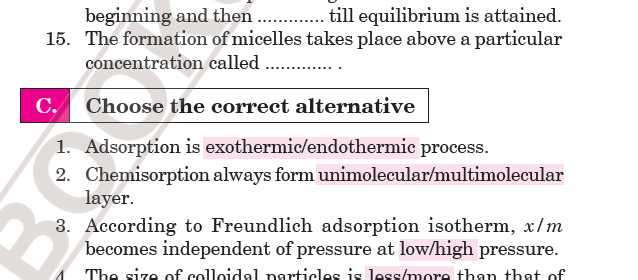 beginning and then ............. till equilibrium is attained.
15. The formation of micelles takes place above a particular
concentration called ............. .
C. Choose the correct alternative
1. Adsorption is exothermic/endothermic process.
2. Chemisorption always form unimolecular/multimolecular
layer.
3. According to Freundlich adsorption isotherm, x/m
becomes independent of pressure at low/high pressure.
4. The size of colloidal particles is less/more than that of